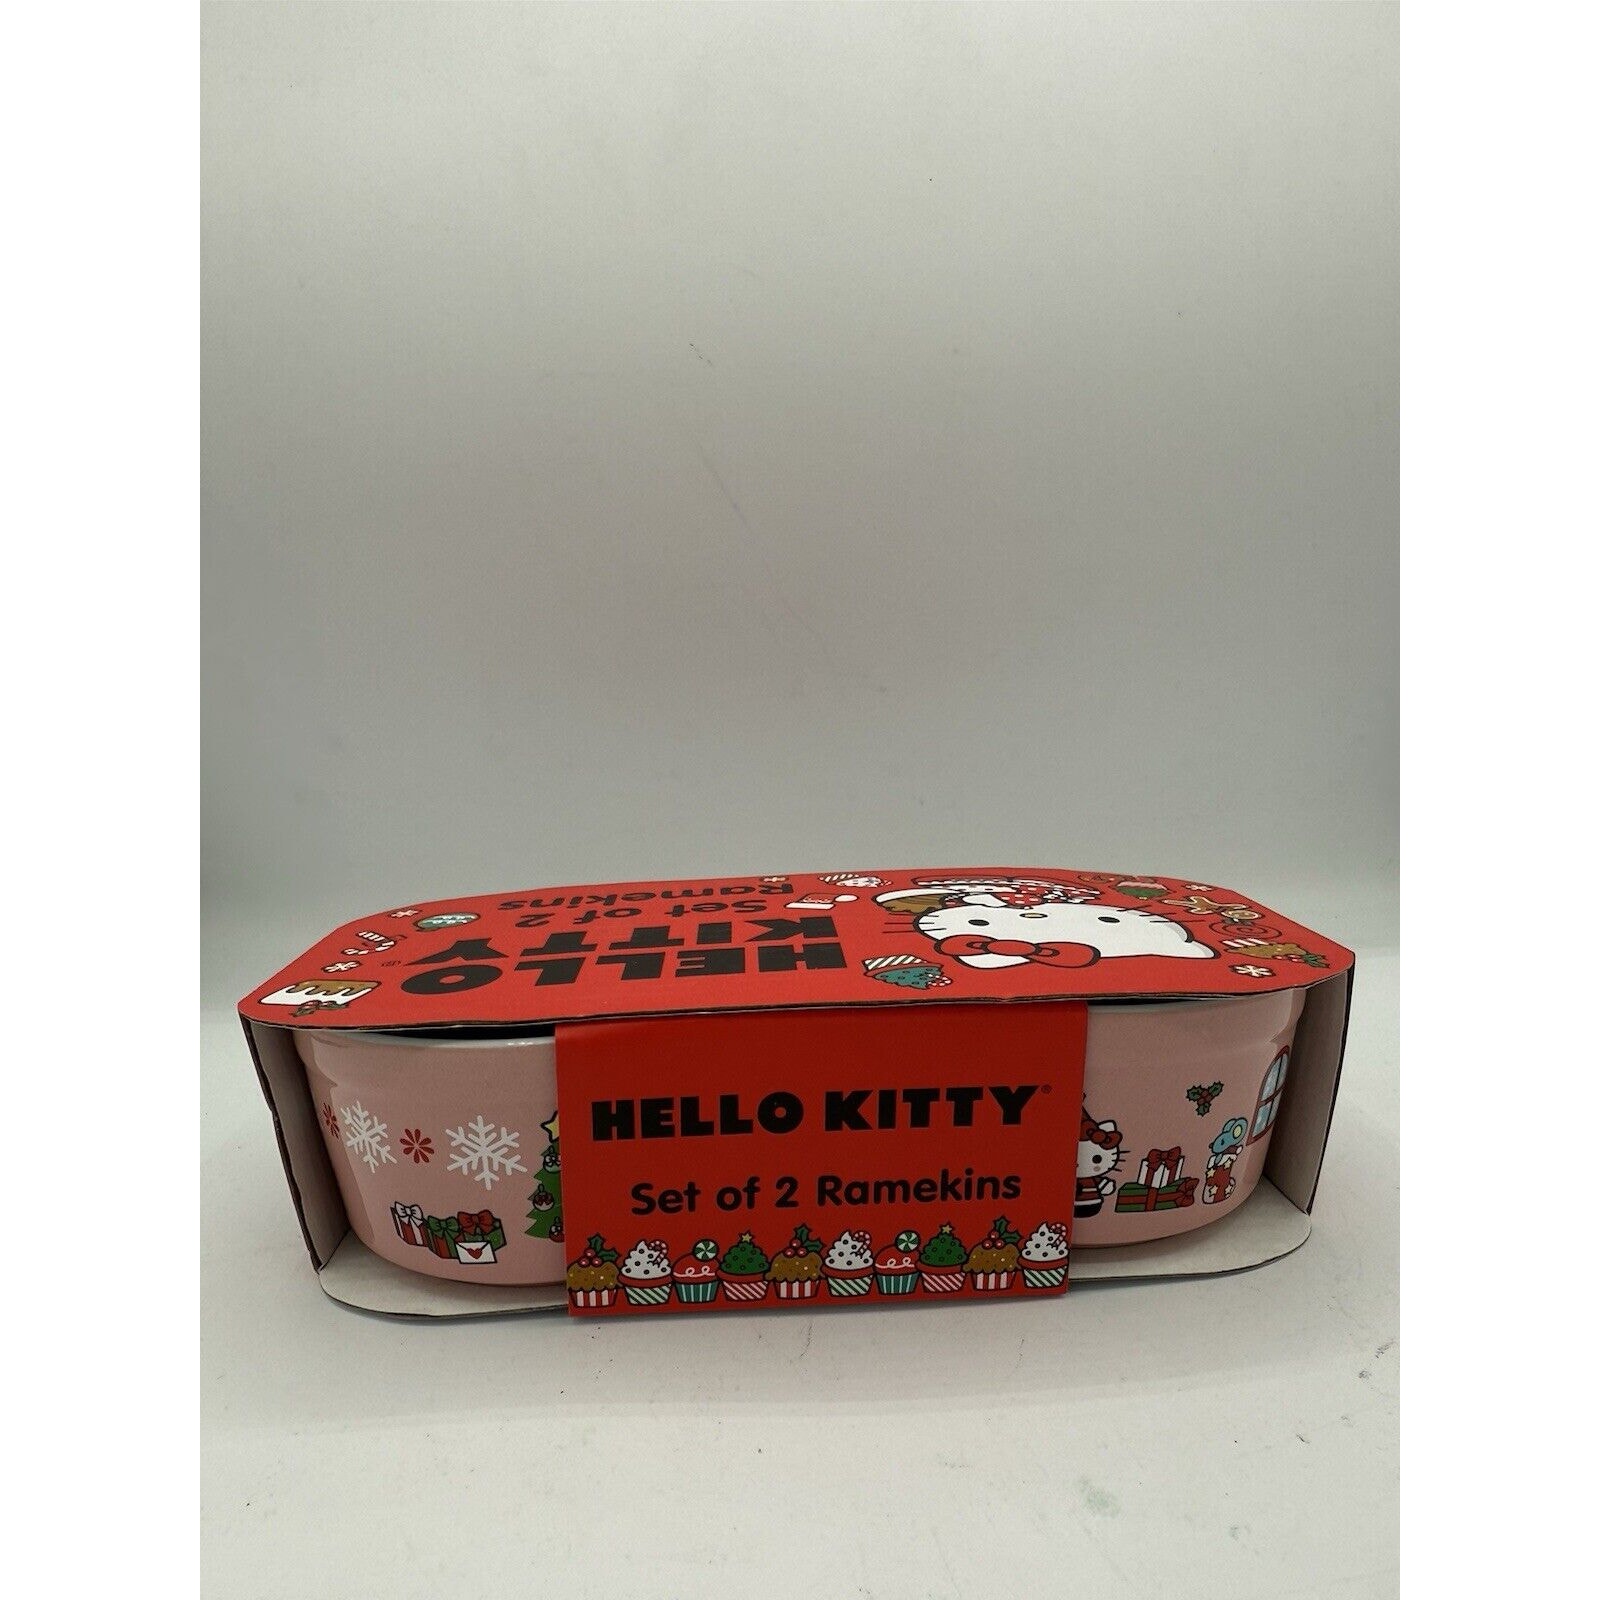 HELLO
KITTY®
Set of 2
Ramekins
HELLO KITTY®
Set of 2 Ramekins